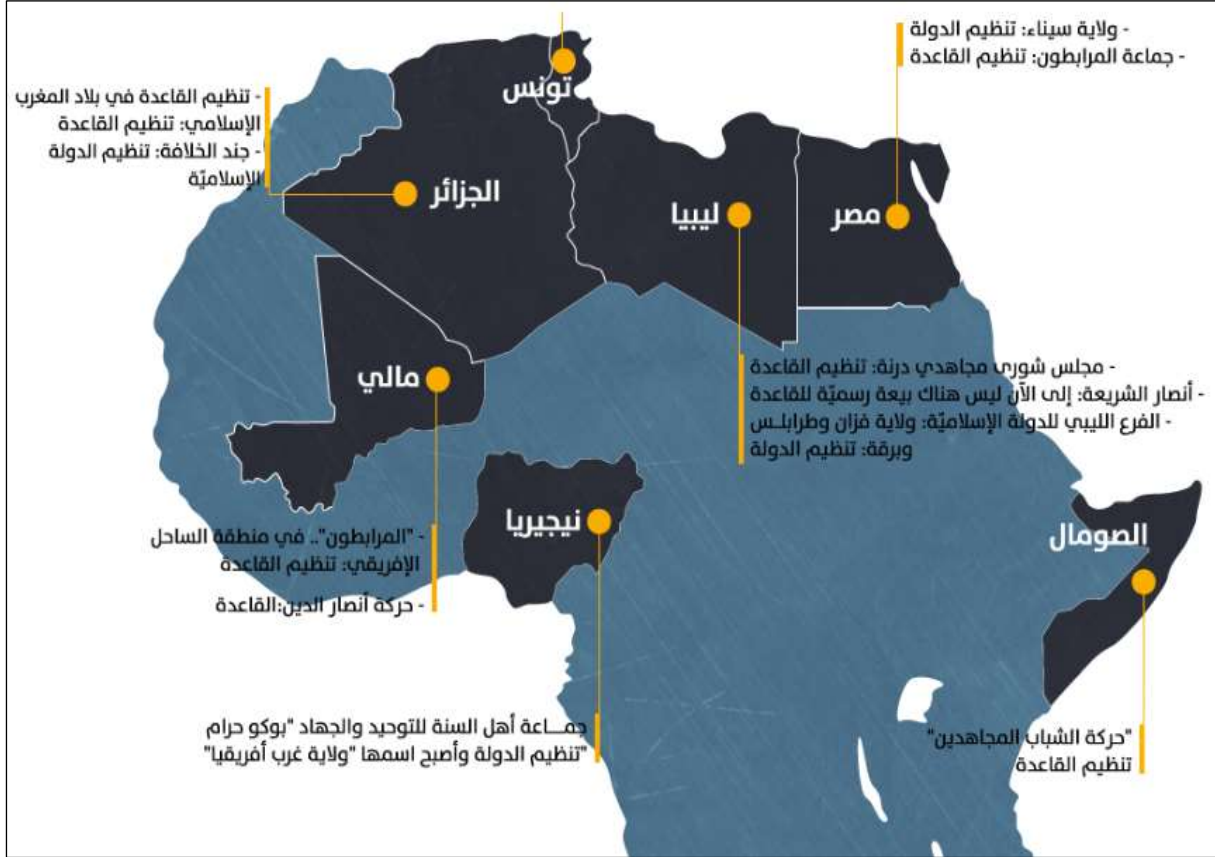 - ولاية سيناء: تنظيم الدولة
- جماعة المرابطون: تنظيم القاعدة
تونس
- تنظيم القاعدة في بلاد المغرب
الإسلامي: تنظيم القاعدة
- جند الخلافة: تنظيم الدولة
الإسلاميّة
الجزائر
ليبيا
مصر
- مجلس شورى مجاهدي درنة: تنظيم القاعدة
- أنصار الشريعة: إلى الآن ليس هناك بيعة رسميّة للقاعدة
- الفرع الليبي للدولة الإسلاميّة: ولاية فزان وطرابلـس
وبرقة: تنظيم الدولة
مالي
نيجيريا
الصومال
- "المرابطون".. في منطقة الساحل
الإفريقي: تنظيم القاعدة
- حركة أنصار الدين:القاعدة
جمـــاعة أهل السنة للتوحيد والجهاد "بوكو حرام
"تنظيم الدولة وأصبح اسمها "ولاية غرب أفريقيا"
"حركة الشباب المجاهدين"
تنظيم القاعدة